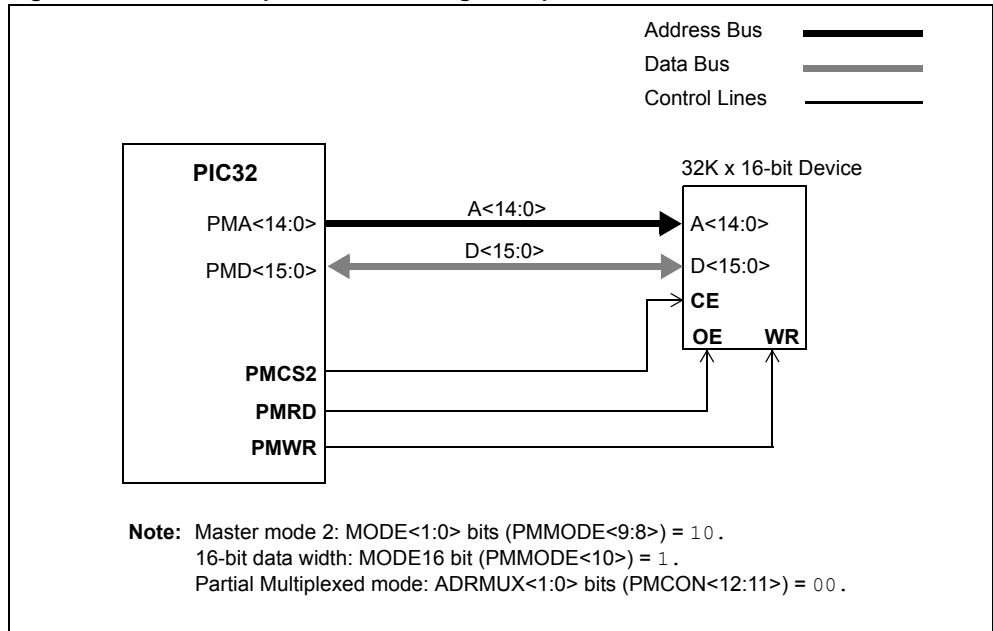 Address Bus
Data Bus
Control Lines
PIC32
32K x 16-bit Device
PMA<14:0>
A<14:0>
A<14:0>
PMD<15:0>
D<15:0>
D<15:0>
CE
OE WR
PMCS2
PMRD
PMWR
Note: Master mode 2: MODE<1:0> bits (PMMODE<9:8>) = 10.
16-bit data width: MODE16 bit (PMMODE<10>) = 1.
Partial Multiplexed mode: ADRMUX<1:0> bits (PMCON<12:11>) = 00.